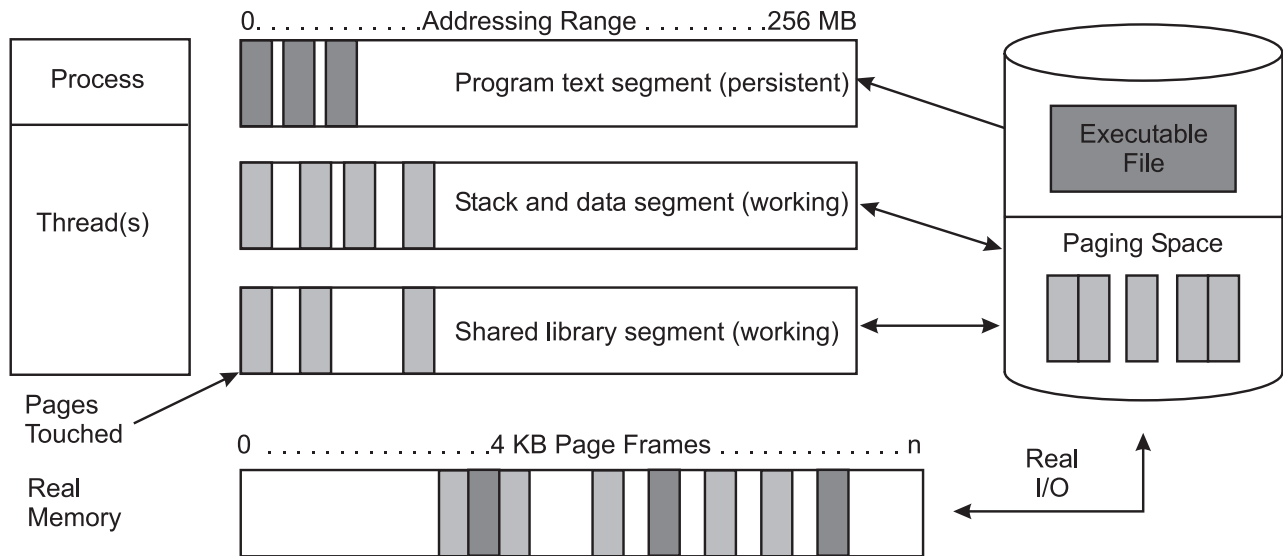 0. . . . . . . . . . . . .Addressing Range . . . . . . . . .256 MB
Process
Program text segment (persistent)
Executable
File
Thread(s)
Stack and data segment (working)
Paging Space
Shared library segment (working)
Pages
Touched
0 . . . . . . . . . . . . . . . . .4 KB Page Frames . . . . . . . . . . . . . . . n
Real
I/O
Real
Memory